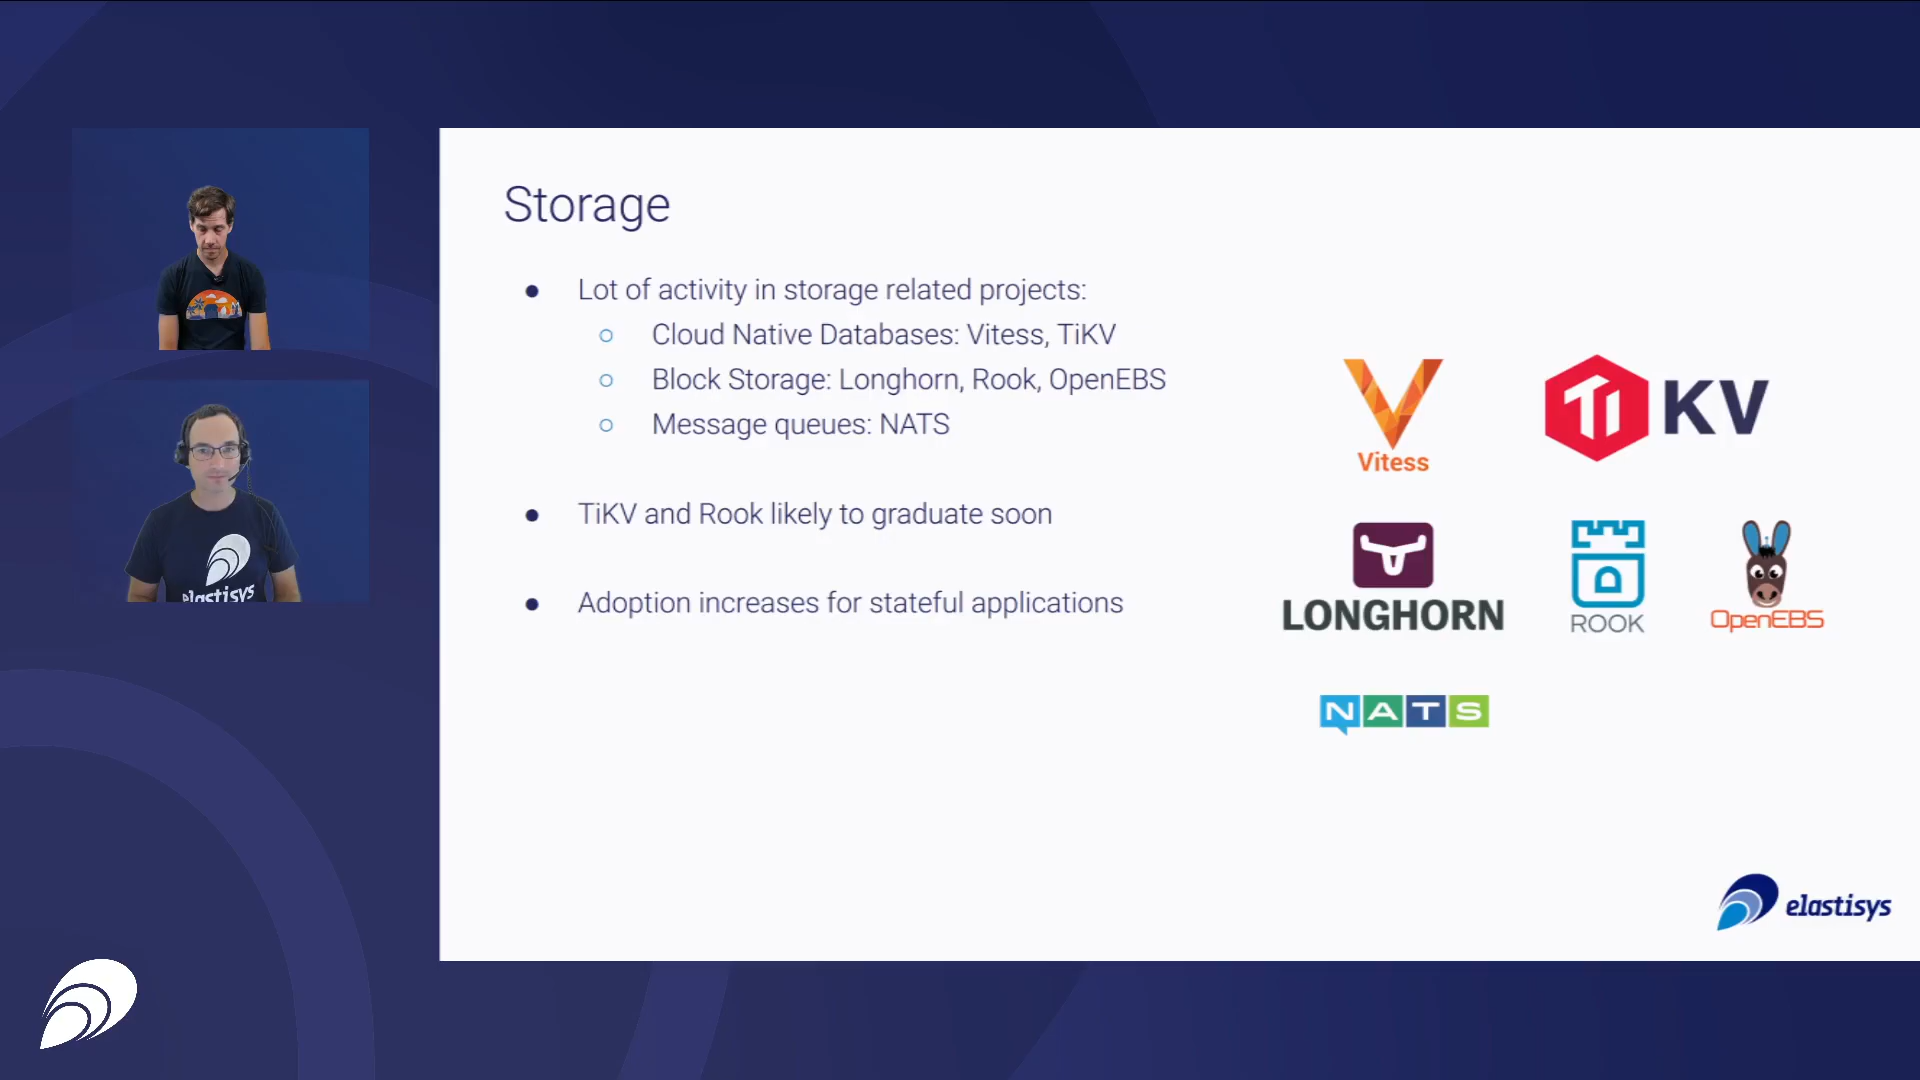 Storage
● Lot of activity in storage related projects:
○ Cloud Native Databases: Vitess, TiKV
○ Block Storage: Longhorn, Rook, OpenEBS
○ Message queues: NATS
● TiKV and Rook likely to graduate soon
● Adoption increases for stateful applications
Vitess
Ti KV
LONGHORN
ROOK
OpenEBS
NATS
elastisys
elastisys